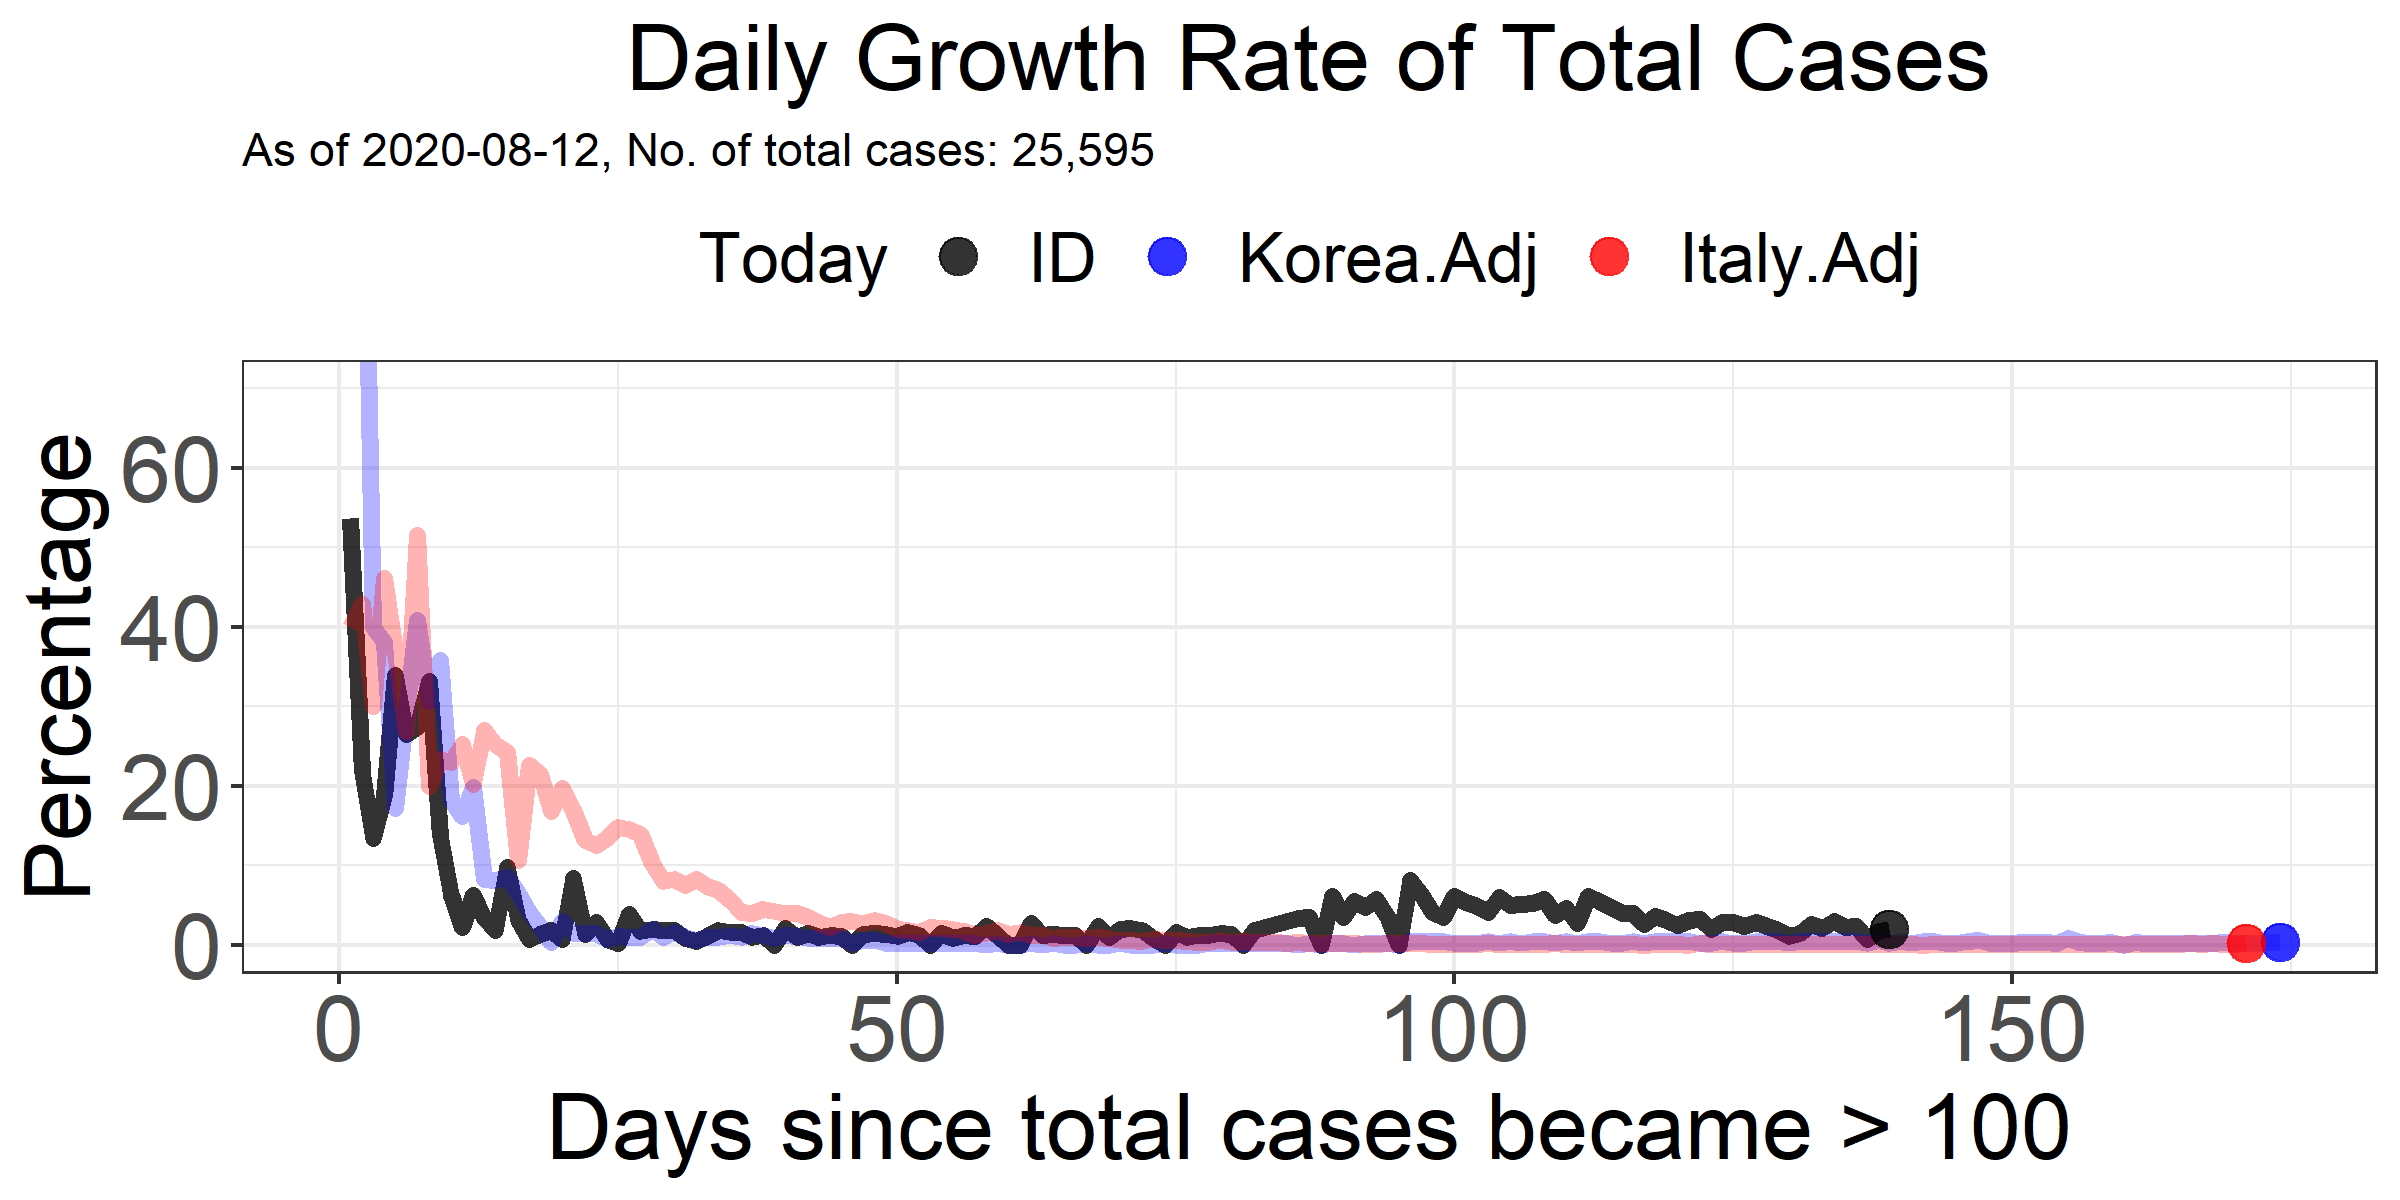 Daily Growth Rate of Total Cases
As of 2020-08-12, No. of total cases: 25,595
Today ID Korea.Adj Italy.Adj
Percentage
60
40
20
0
0 50 100 150
Days since total cases became > 100